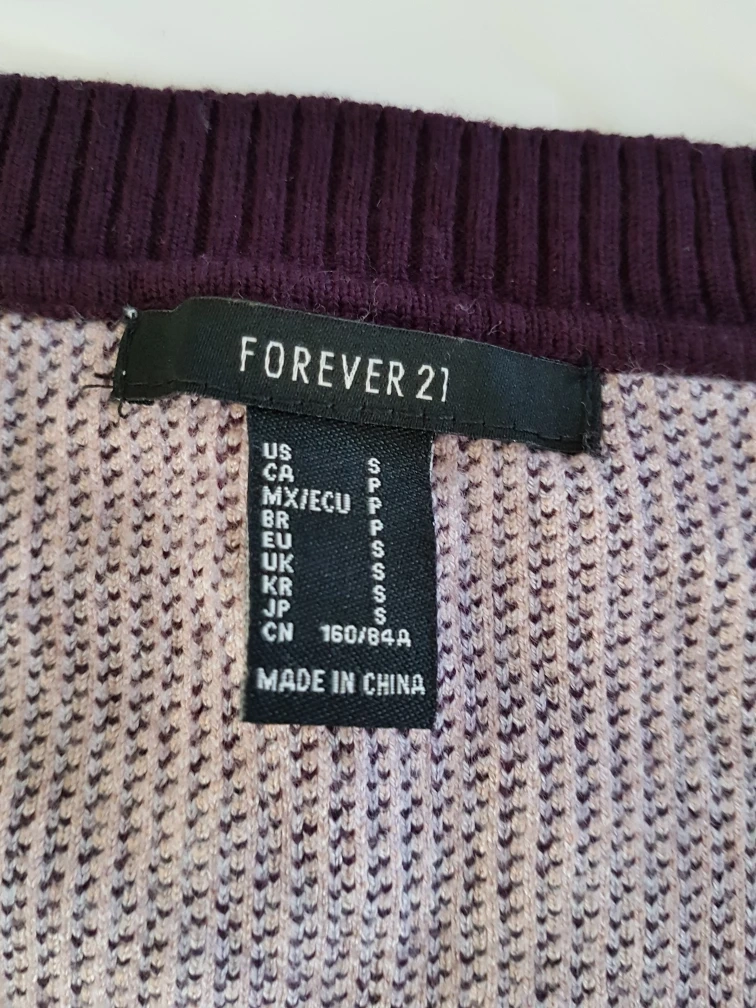 FOREVER 21
US S
CA P
MX/ECU P
BR P
EU S
UK S
KR S
JP S
CN 160/84A
MADE IN CHINA